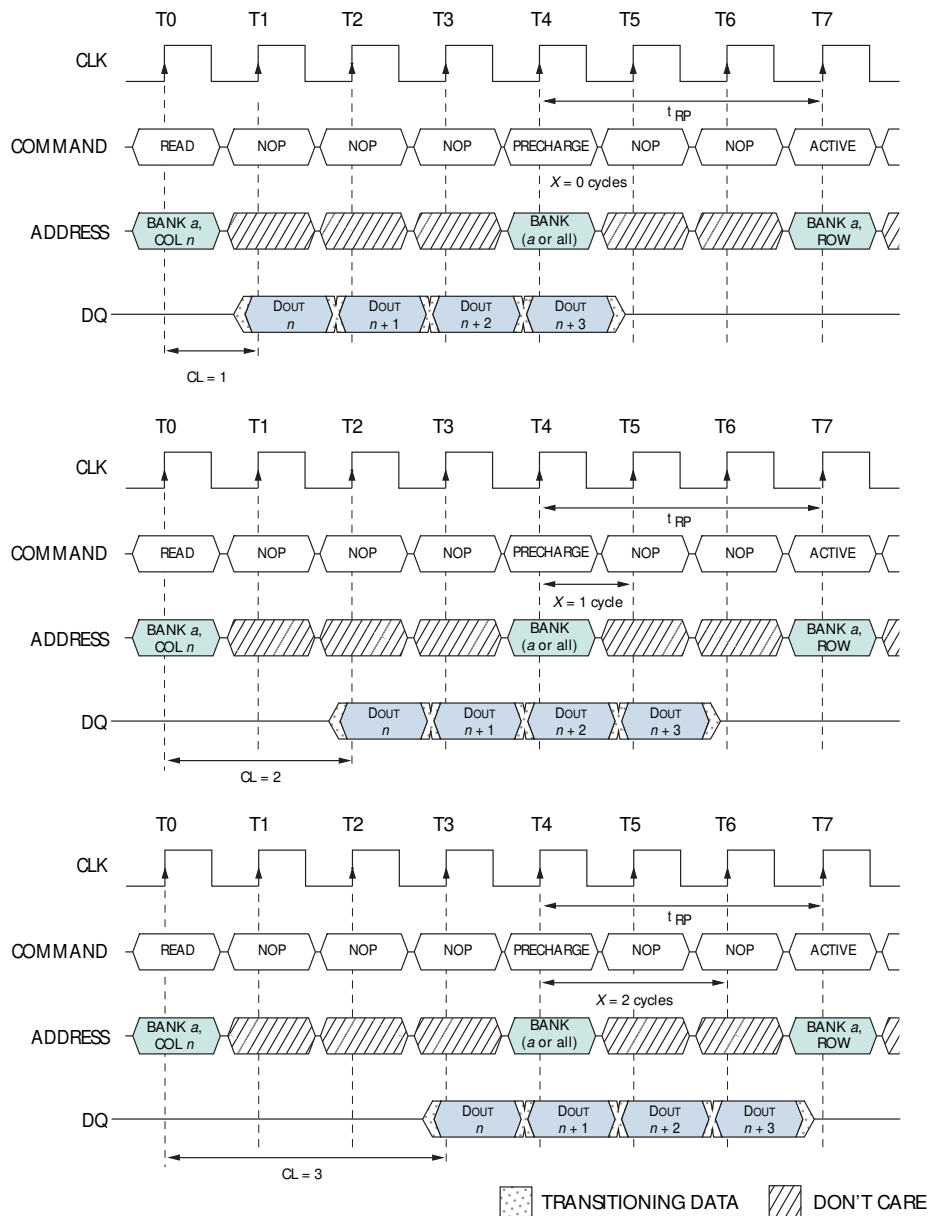 T0 T1 T2 T3 T4 T5 T6 T7
CLK
t RP
COMMAND READ NOP NOP NOP PRECHARGE NOP NOP ACTIVE
X = 0 cycles
ADDRESS BANK a, COL n BANK (a or all) BANK a, ROW
DQ DOUT n DOUT n + 1 DOUT n + 2 DOUT n + 3
CL = 1
T0 T1 T2 T3 T4 T5 T6 T7
CLK
t RP
COMMAND READ NOP NOP NOP PRECHARGE NOP NOP ACTIVE
X = 1 cycle
ADDRESS BANK a, COL n BANK (a or all) BANK a, ROW
DQ DOUT n DOUT n + 1 DOUT n + 2 DOUT n + 3
CL = 2
T0 T1 T2 T3 T4 T5 T6 T7
CLK
t RP
COMMAND READ NOP NOP NOP PRECHARGE NOP NOP ACTIVE
X = 2 cycles
ADDRESS BANK a, COL n BANK (a or all) BANK a, ROW
DQ DOUT n DOUT n + 1 DOUT n + 2 DOUT n + 3
CL = 3
TRANSITIONING DATA DON'T CARE